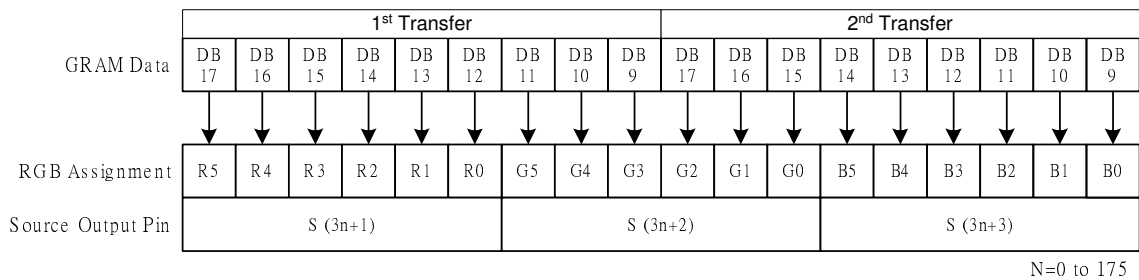 1st Transfer 2nd Transfer
GRAM Data DB 17 DB 16 DB 15 DB 14 DB 13 DB 12 DB 11 DB 10 DB 9 DB 17 DB 16 DB 15 DB 14 DB 13 DB 12 DB 11 DB 10 DB 9
RGB Assignment R5 R4 R3 R2 R1 R0 G5 G4 G3 G2 G1 G0 B5 B4 B3 B2 B1 B0
Source Output Pin S (3n+1) S (3n+2) S (3n+3)
N=0 to 175